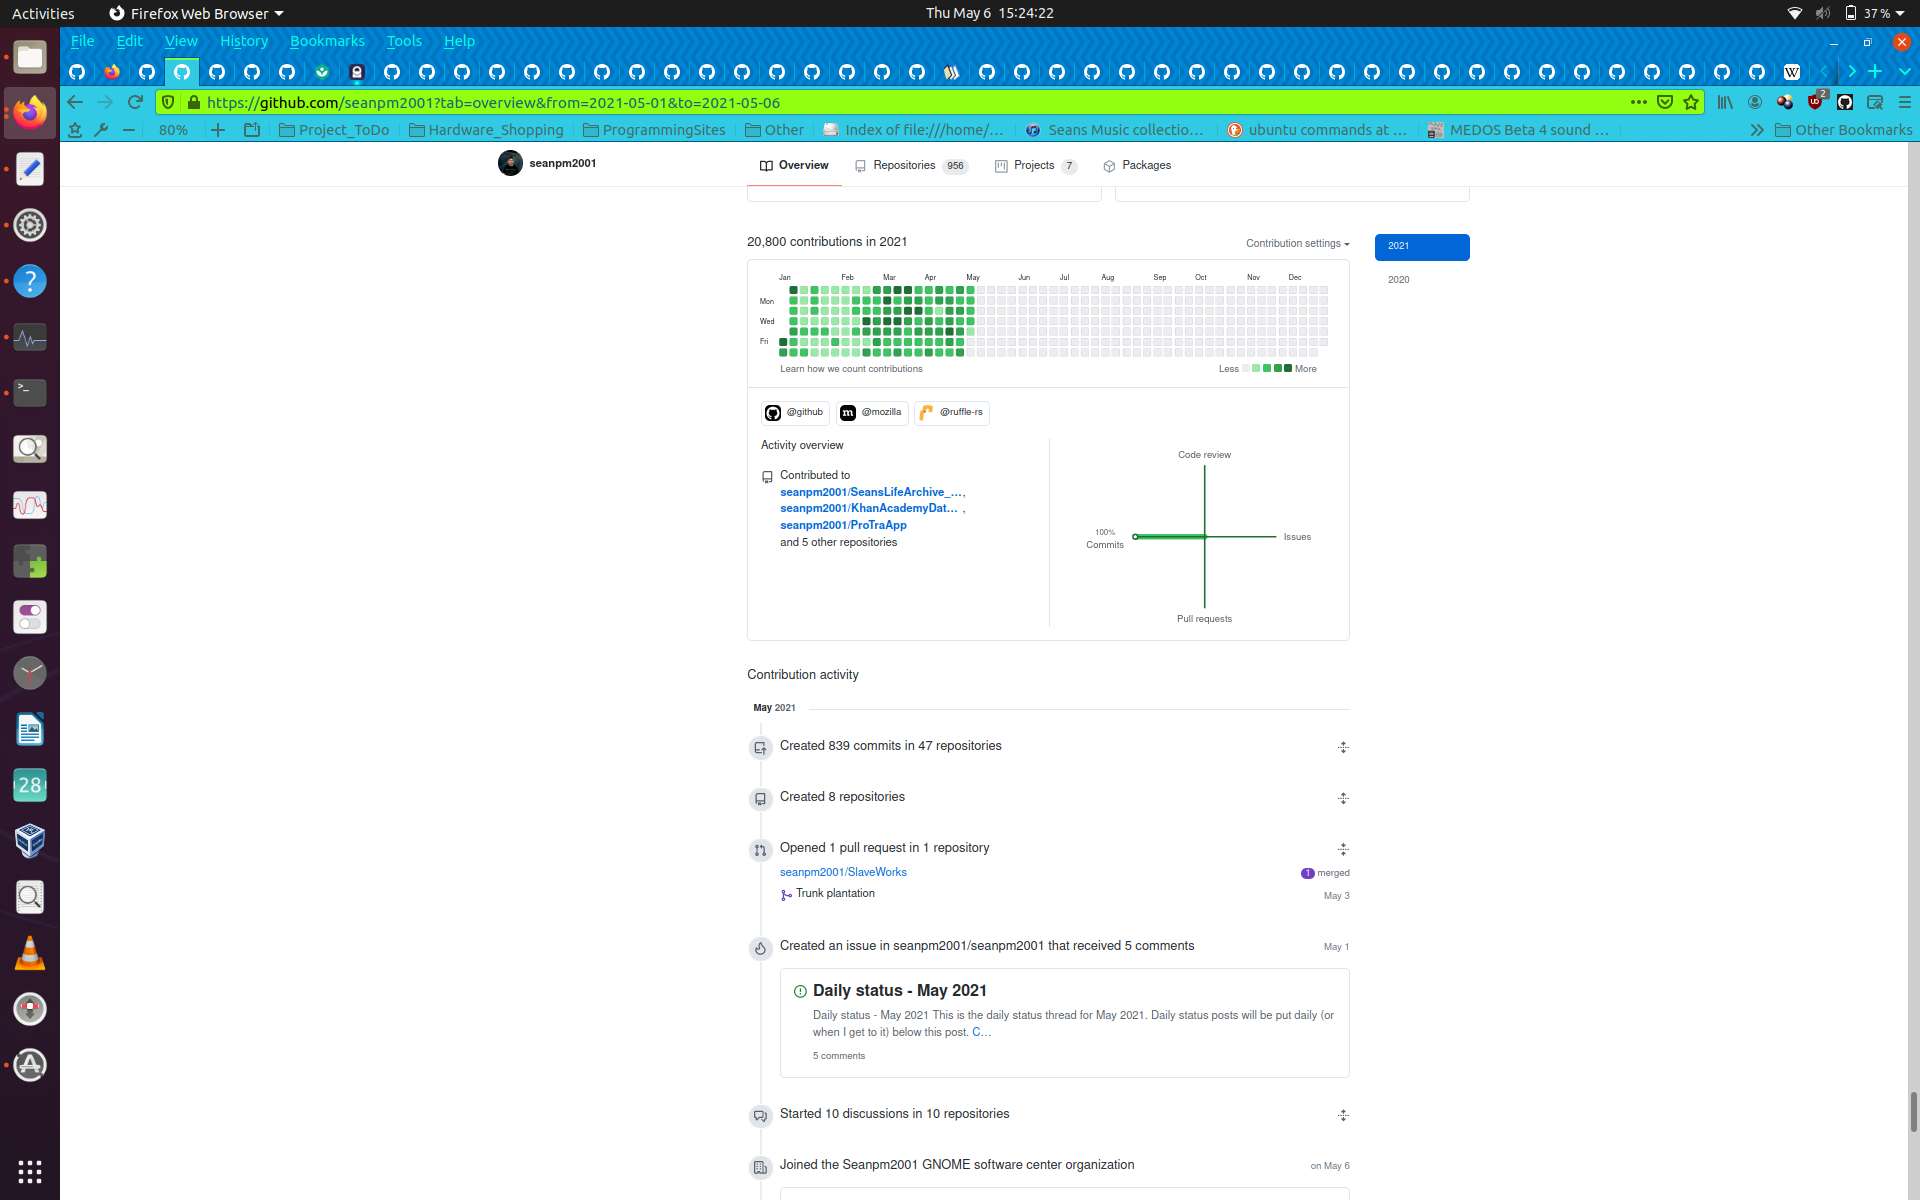 Activities
Firefox Web Browser
Thu May 6 15:24:22
37 %
File Edit View History Bookmarks Tools Help
https://github.com/seanpm2001?tab=overview&from=2021-05-01&to=2021-05-06
2
80%
Project_ToDo
Hardware_Shopping
ProgrammingSites
Other
Index of file:///home/...
Seans Music collectio...
ubuntu commands at ...
MEDOS Beta 4 sound ...
Other Bookmarks
seanpm2001
Overview
Repositories 956
Projects 7
Packages
20,800 contributions in 2021
Contribution settings
2021
2020
Jan Feb Mar Apr May Jun Jul Aug Sep Oct Nov Dec
Mon
Wed
Fri
Learn how we count contributions
Less More
@github
@mozilla
@ruffle-rs
Activity overview
Contributed to
seanpm2001/SeansLifeArchive_...,
seanpm2001/KhanAcademyDat... ,
seanpm2001/ProTraApp
and 5 other repositories
Code review
100%
Commits
Issues
Pull requests
Contribution activity
May 2021
Created 839 commits in 47 repositories
Created 8 repositories
Opened 1 pull request in 1 repository
seanpm2001/SlaveWorks
1 merged
Trunk plantation
May 3
Created an issue in seanpm2001/seanpm2001 that received 5 comments
May 1
Daily status - May 2021
Daily status - May 2021 This is the daily status thread for May 2021. Daily status posts will be put daily (or
when I get to it) below this post. C...
5 comments
Started 10 discussions in 10 repositories
Joined the Seanpm2001 GNOME software center organization
on May 6
28